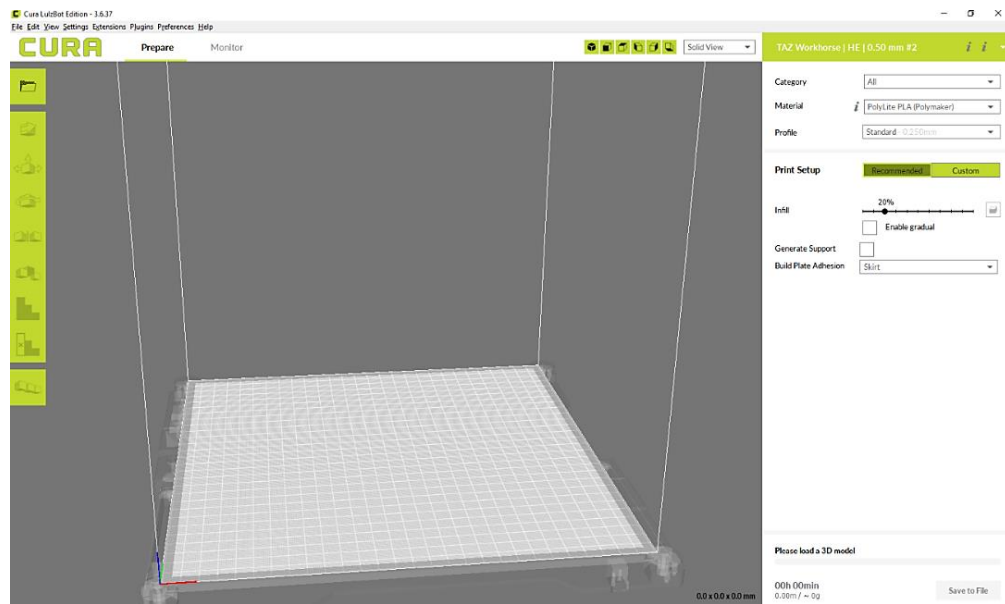 Cura LulzBot Edition - 3.6.37
File Edit View Settings Extensions Plugins Preferences Help
CURA Prepare Monitor Solid View TAZ Workhorse | HE | 0.50 mm #2
Category All
Material PolyLite PLA (Polymaker)
Profile Standard - 0.250mm
Print Setup Recommended Custom
20%
Infill
Enable gradual
Generate Support
Build Plate Adhesion Skirt
Please load a 3D model
00h 00min
0.00m / ~ 0g
Save to File
0.0 x 0.0 x 0.0 mm